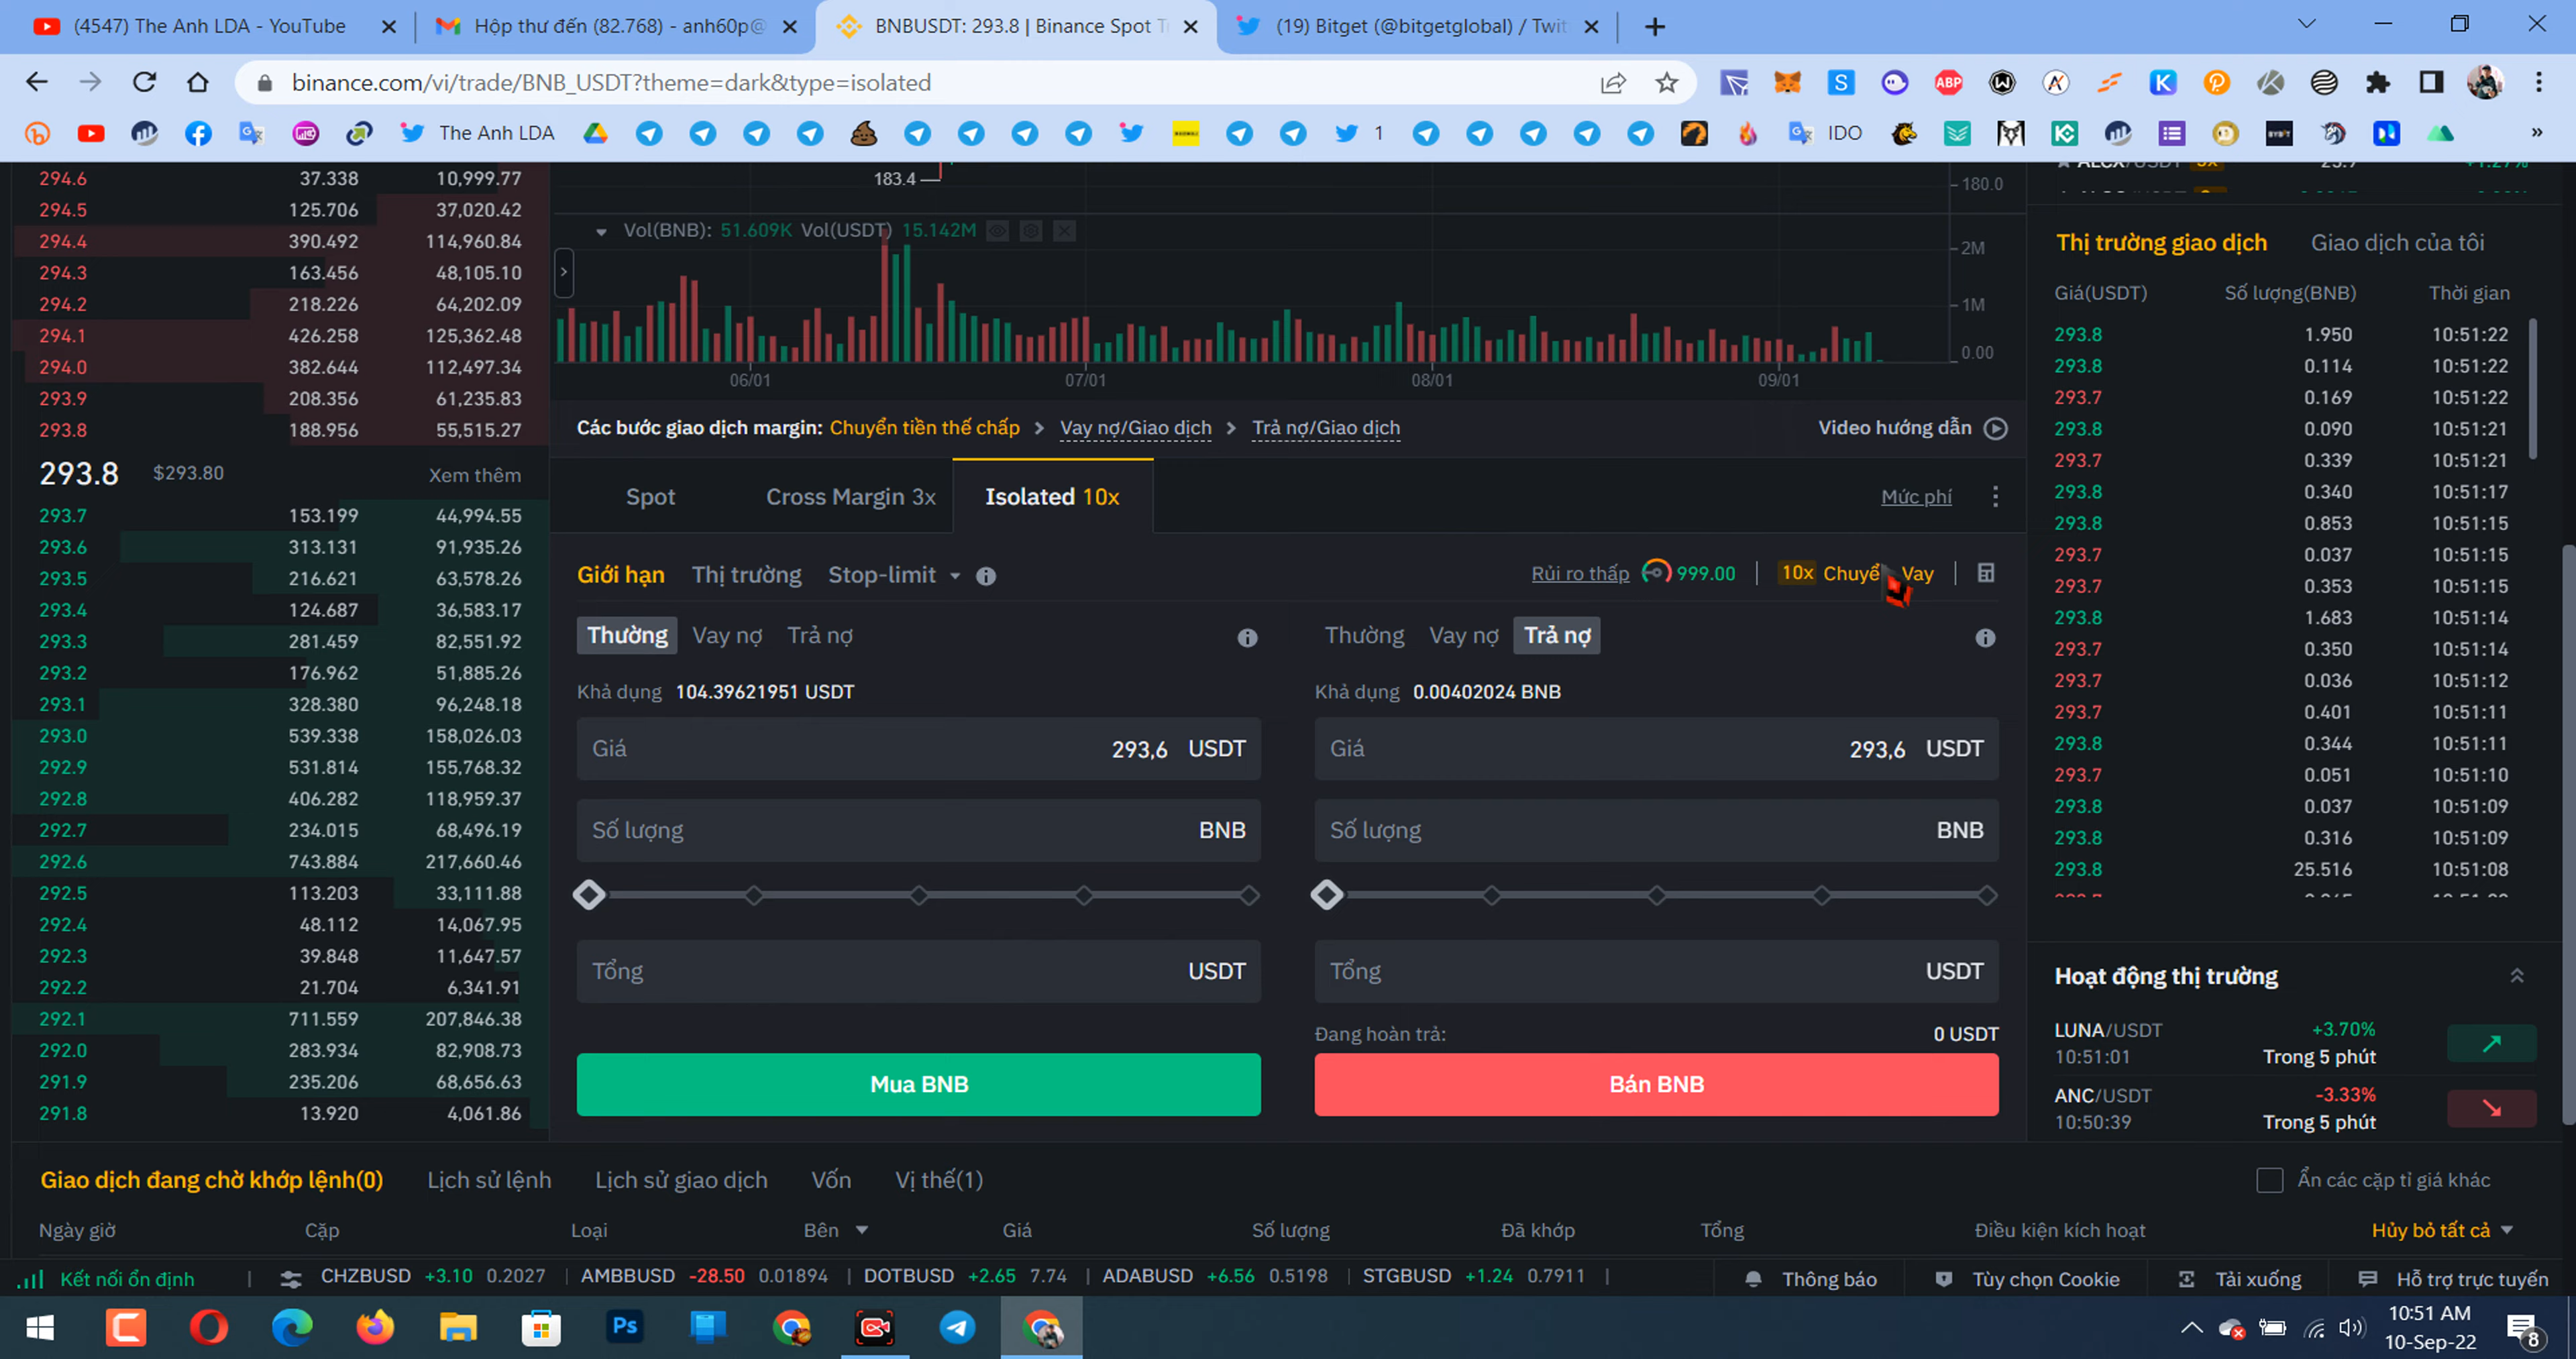 (4547) The Anh LDA - YouTube
Hộp thư đến (82.768) - anh60p@
BNBUSDT: 293.8 | Binance Spot T
(19) Bitget (@bitgetglobal) / Twit
binance.com/vi/trade/BNB_USDT?theme=dark&type=isolated
The Anh LDA
1
IDO
294.6 37.338 10,999.77
294.5 125.706 37,020.42
294.4 390.492 114,960.84
294.3 163.456 48,105.10
294.2 218.226 64,202.09
294.1 426.258 125,362.48
294.0 382.644 112,497.34
293.9 208.356 61,235.83
293.8 188.956 55,515.27
293.8 $293.80 Xem thêm
293.7 153.199 44,994.55
293.6 313.131 91,935.26
293.5 216.621 63,578.26
293.4 124.687 36,583.17
293.3 281.459 82,551.92
293.2 176.962 51,885.26
293.1 328.380 96,248.18
293.0 539.338 158,026.03
292.9 531.814 155,768.32
292.8 406.282 118,959.37
292.7 234.015 68,496.19
292.6 743.884 217,660.46
292.5 113.203 33,111.88
292.4 48.112 14,067.95
292.3 39.848 11,647.57
292.2 21.704 6,341.91
292.1 711.559 207,846.38
292.0 283.934 82,908.73
291.9 235.206 68,656.63
291.8 13.920 4,061.86
183.4
180.0
Vol(BNB): 51.609K Vol(USDT) 15.142M
2M
1M
0.00
06/01 07/01 08/01 09/01
Các bước giao dịch margin: Chuyển tiền thế chấp > Vay nợ/Giao dịch > Trả nợ/Giao dịch
Video hướng dẫn
Spot Cross Margin 3x Isolated 10x
Mức phí
Giới hạn Thị trường Stop-limit
Rủi ro thấp 999.00 10x Chuyể Vay
Thường Vay nợ Trả nợ
Khả dụng 104.39621951 USDT
Giá 293,6 USDT
Số lượng BNB
Tổng USDT
Mua BNB
Thường Vay nợ Trả nợ
Khả dụng 0.00402024 BNB
Giá 293,6 USDT
Số lượng BNB
Tổng USDT
Đang hoàn trả: 0 USDT
Bán BNB
ALCX/USDT
Thị trường giao dịch Giao dịch của tôi
Giá(USDT) Số lượng(BNB) Thời gian
293.8 1.950 10:51:22
293.8 0.114 10:51:22
293.7 0.169 10:51:22
293.8 0.090 10:51:21
293.7 0.339 10:51:21
293.8 0.340 10:51:17
293.8 0.853 10:51:15
293.7 0.037 10:51:15
293.7 0.353 10:51:15
293.8 1.683 10:51:14
293.7 0.350 10:51:14
293.7 0.036 10:51:12
293.7 0.401 10:51:11
293.8 0.344 10:51:11
293.7 0.051 10:51:10
293.8 0.037 10:51:09
293.8 0.316 10:51:09
293.8 25.516 10:51:08
Hoạt động thị trường
LUNA/USDT +3.70%
10:51:01 Trong 5 phút
ANC/USDT -3.33%
10:50:39 Trong 5 phút
Giao dịch đang chờ khớp lệnh(0) Lịch sử lệnh Lịch sử giao dịch Vốn Vị thế(1)
Ẩn các cặp tỉ giá khác
Ngày giờ Cặp Loại Bên Giá Số lượng Đã khớp Tổng Điều kiện kích hoạt Hủy bỏ tất cả
Kết nối ổn định
CHZBUSD +3.10 0.2027 | AMBBUSD -28.50 0.01894 | DOTBUSD +2.65 7.74 | ADABUSD +6.56 0.5198 | STGBUSD +1.24 0.7911 |
Thông báo Tùy chọn Cookie Tải xuống Hỗ trợ trực tuyến
10:51 AM
10-Sep-22
8